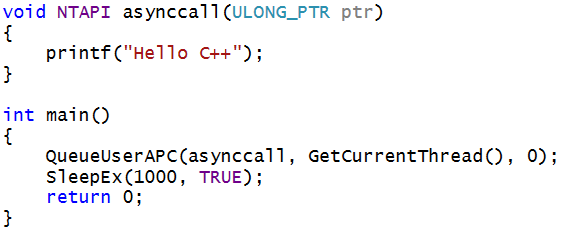 void NTAPI asynccall(ULONG_PTR ptr)
{
    printf("Hello C++");
}

int main()
{
    QueueUserAPC(asynccall, GetCurrentThread(), 0);
    SleepEx(1000, TRUE);
    return 0;
}